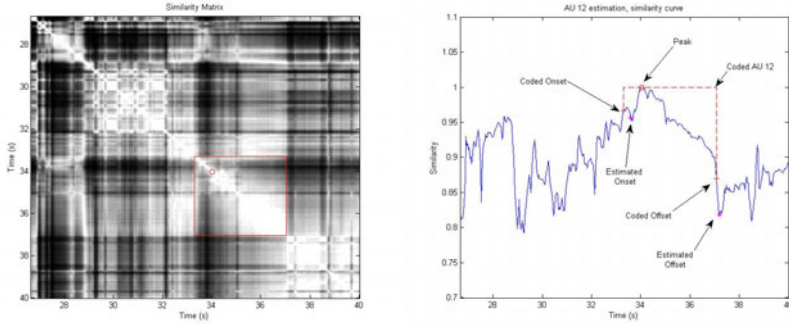 Similarity Matrix
28
30
32
34
36
38
40
Time (s)
28
30
32
34
36
38
40
Time (s)
AU 12 estimation, similarity curve
1.1
1.05
1
0.95
0.9
0.85
0.8
0.75
0.7
Similarity
28
30
32
34
36
38
40
Time (s)
Peak
Coded Onset
Coded AU 12
Estimated
Onset
Coded Offset
Estimated
Offset